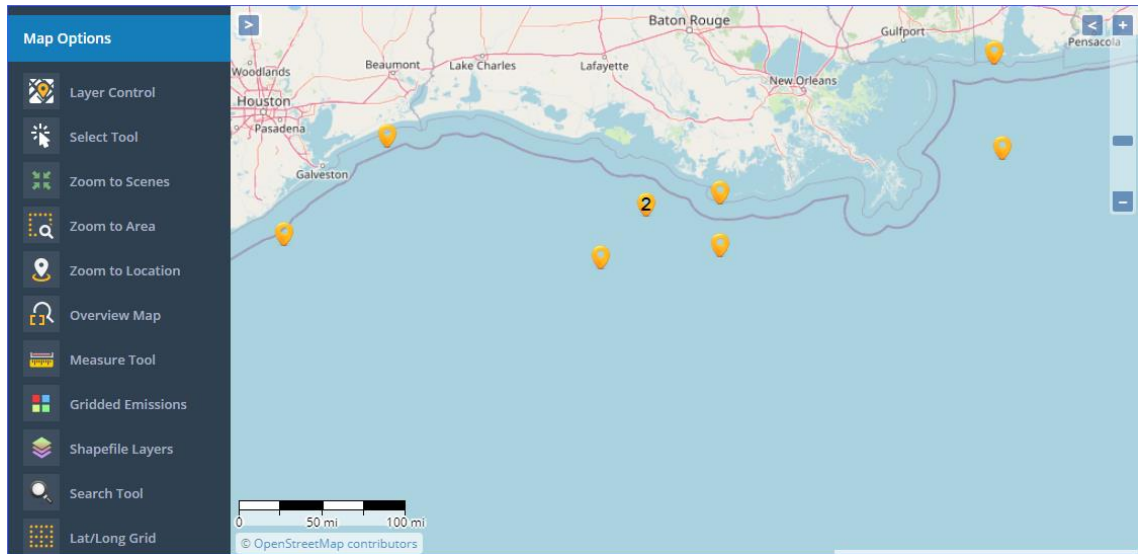 Map Options
Layer Control
Select Tool
Zoom to Scenes
Zoom to Area
Zoom to Location
Overview Map
Measure Tool
Gridded Emissions
Shapefile Layers
Search Tool
Lat/Long Grid
>
<
+
−
Baton Rouge
Gulfport
Pensacola
Woodlands
Beaumont
Lake Charles
Lafayette
New Orleans
Houston
Pasadena
Galveston
2
0 50 mi 100 mi
© OpenStreetMap contributors